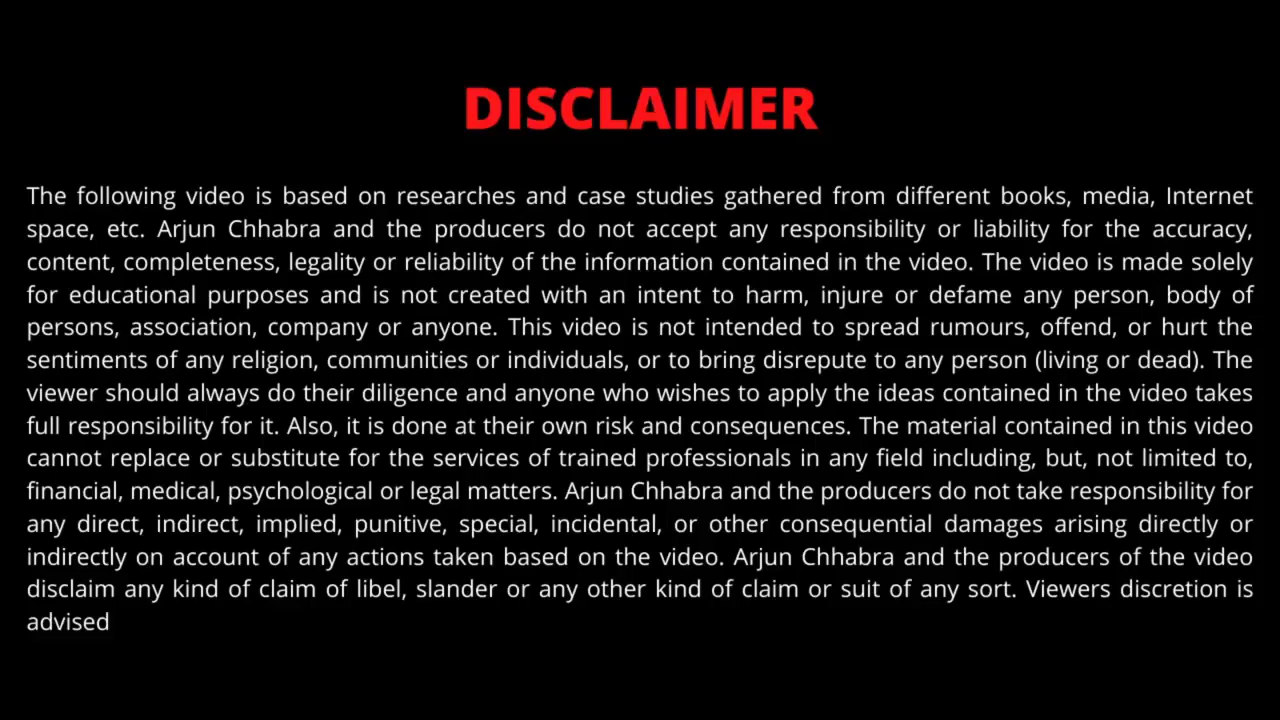 DISCLAIMER
The following video is based on researches and case studies gathered from different books, media, Internet
space, etc. Arjun Chhabra and the producers do not accept any responsibility or liability for the accuracy,
content, completeness, legality or reliability of the information contained in the video. The video is made solely
for educational purposes and is not created with an intent to harm, injure or defame any person, body of
persons, association, company or anyone. This video is not intended to spread rumours, offend, or hurt the
sentiments of any religion, communities or individuals, or to bring disrepute to any person (living or dead). The
viewer should always do their diligence and anyone who wishes to apply the ideas contained in the video takes
full responsibility for it. Also, it is done at their own risk and consequences. The material contained in this video
cannot replace or substitute for the services of trained professionals in any field including, but, not limited to,
financial, medical, psychological or legal matters. Arjun Chhabra and the producers do not take responsibility for
any direct, indirect, implied, punitive, special, incidental, or other consequential damages arising directly or
indirectly on account of any actions taken based on the video. Arjun Chhabra and the producers of the video
disclaim any kind of claim of libel, slander or any other kind of claim or suit of any sort. Viewers discretion is
advised